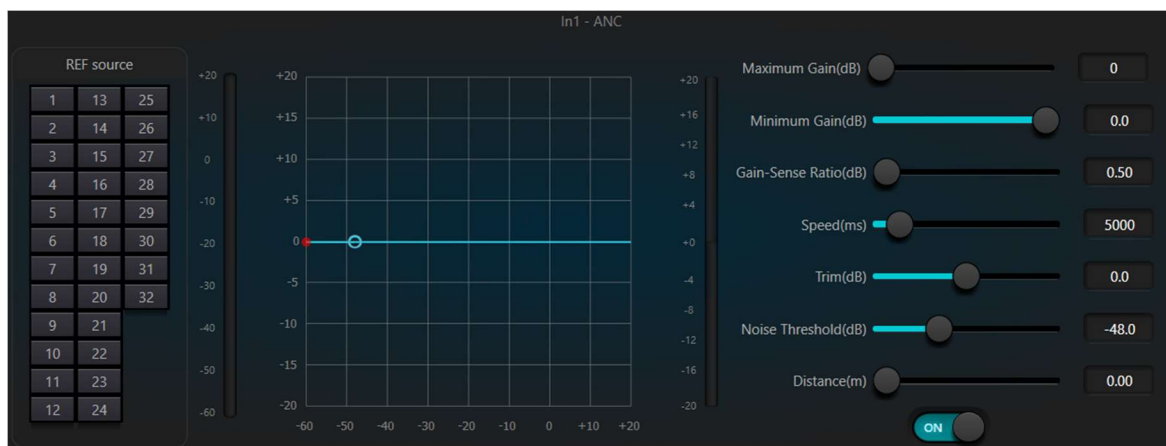 In1 - ANC
REF source
1 13 25
2 14 26
3 15 27
4 16 28
5 17 29
6 18 30
7 19 31
8 20 32
9 21
10 22
11 23
12 24
+20
+10
0
-10
-20
-30
-40
-50
-60
+20
+15
+10
+5
0
-5
-10
-15
-20
-60 -50 -40 -30 -20 -10 0 +10 +20
+20
+16
+12
+8
+4
+0
-4
-8
-12
-16
-20
Maximum Gain(dB) 0
Minimum Gain(dB) 0.0
Gain-Sense Ratio(dB) 0.50
Speed(ms) 5000
Trim(dB) 0.0
Noise Threshold(dB) -48.0
Distance(m) 0.00
ON